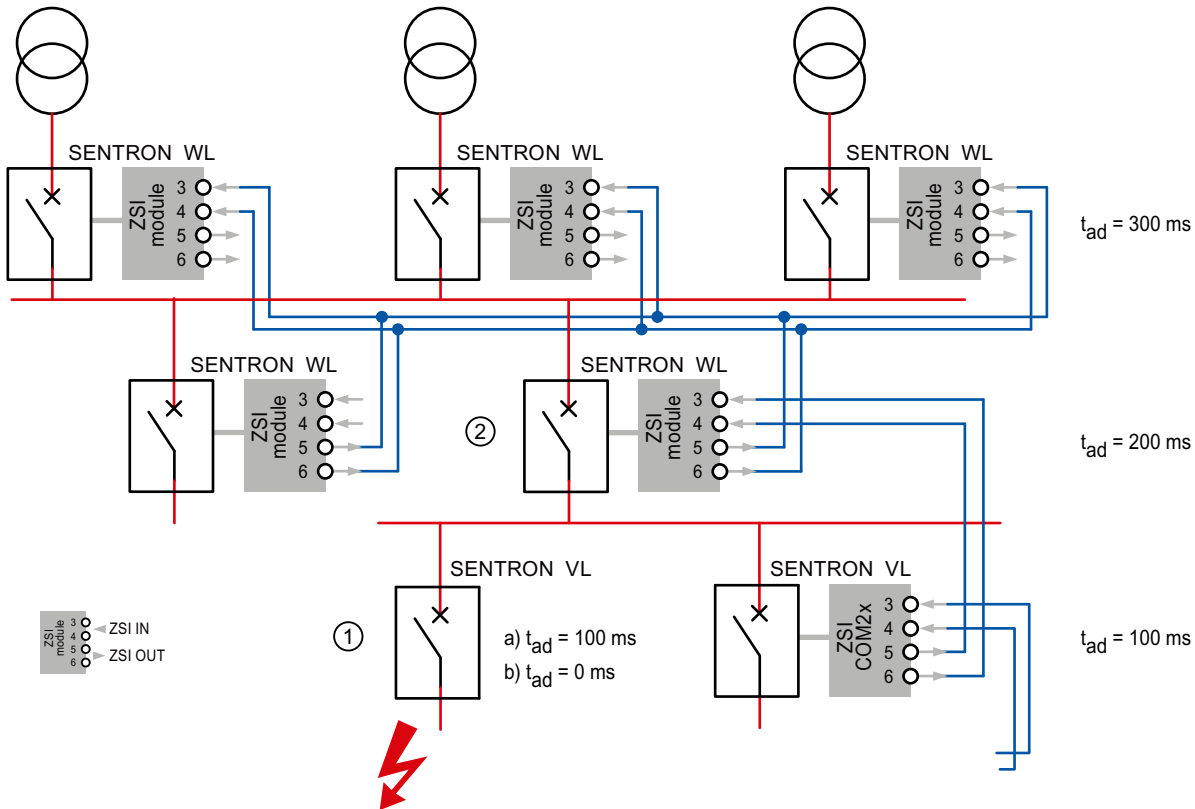 SENTRON WL
SENTRON WL
SENTRON WL
ZSI module
3
4
5
6
ZSI module
3
4
5
6
ZSI module
3
4
5
6
tad = 300 ms
SENTRON WL
SENTRON WL
ZSI module
3
4
5
6
2
ZSI module
3
4
5
6
tad = 200 ms
SENTRON VL
SENTRON VL
1
a) tad = 100 ms
b) tad = 0 ms
ZSI COM2x
3
4
5
6
tad = 100 ms
ZSI module
3
4
5
6
ZSI IN
ZSI OUT